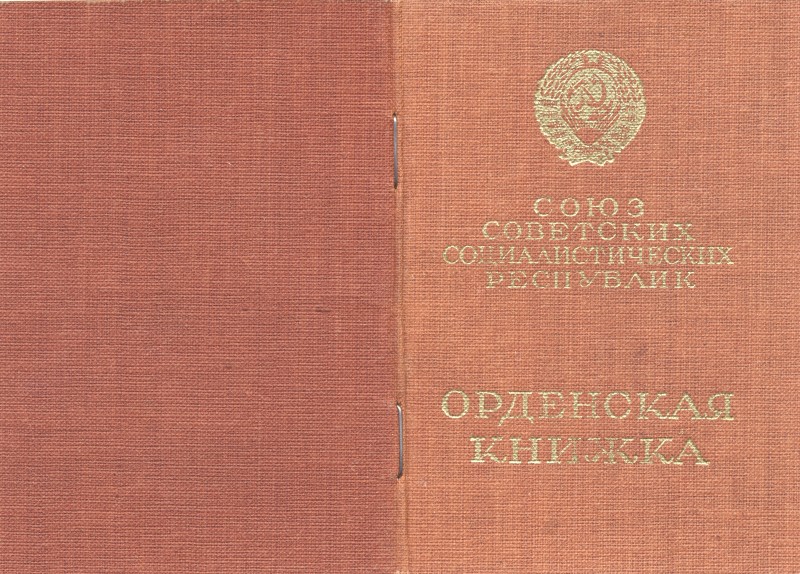 СОЮЗ
СОВЕТСКИХ
СОЦИАЛИСТИЧЕСКИХ
РЕСПУБЛИК
ОРДЕНСКАЯ
КНИЖКА